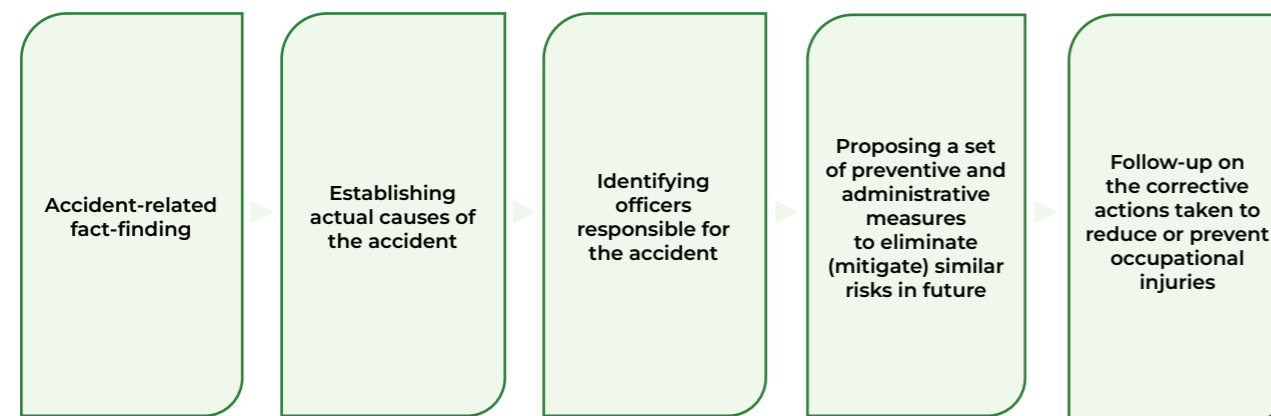 Accident-related
fact-finding
Establishing
actual causes of
the accident
Identifying
officers
responsible for
the accident
Proposing a set
of preventive and
administrative
measures
to eliminate
(mitigate) similar
risks in future
Follow-up on
the corrective
actions taken to
reduce or prevent
occupational
injuries